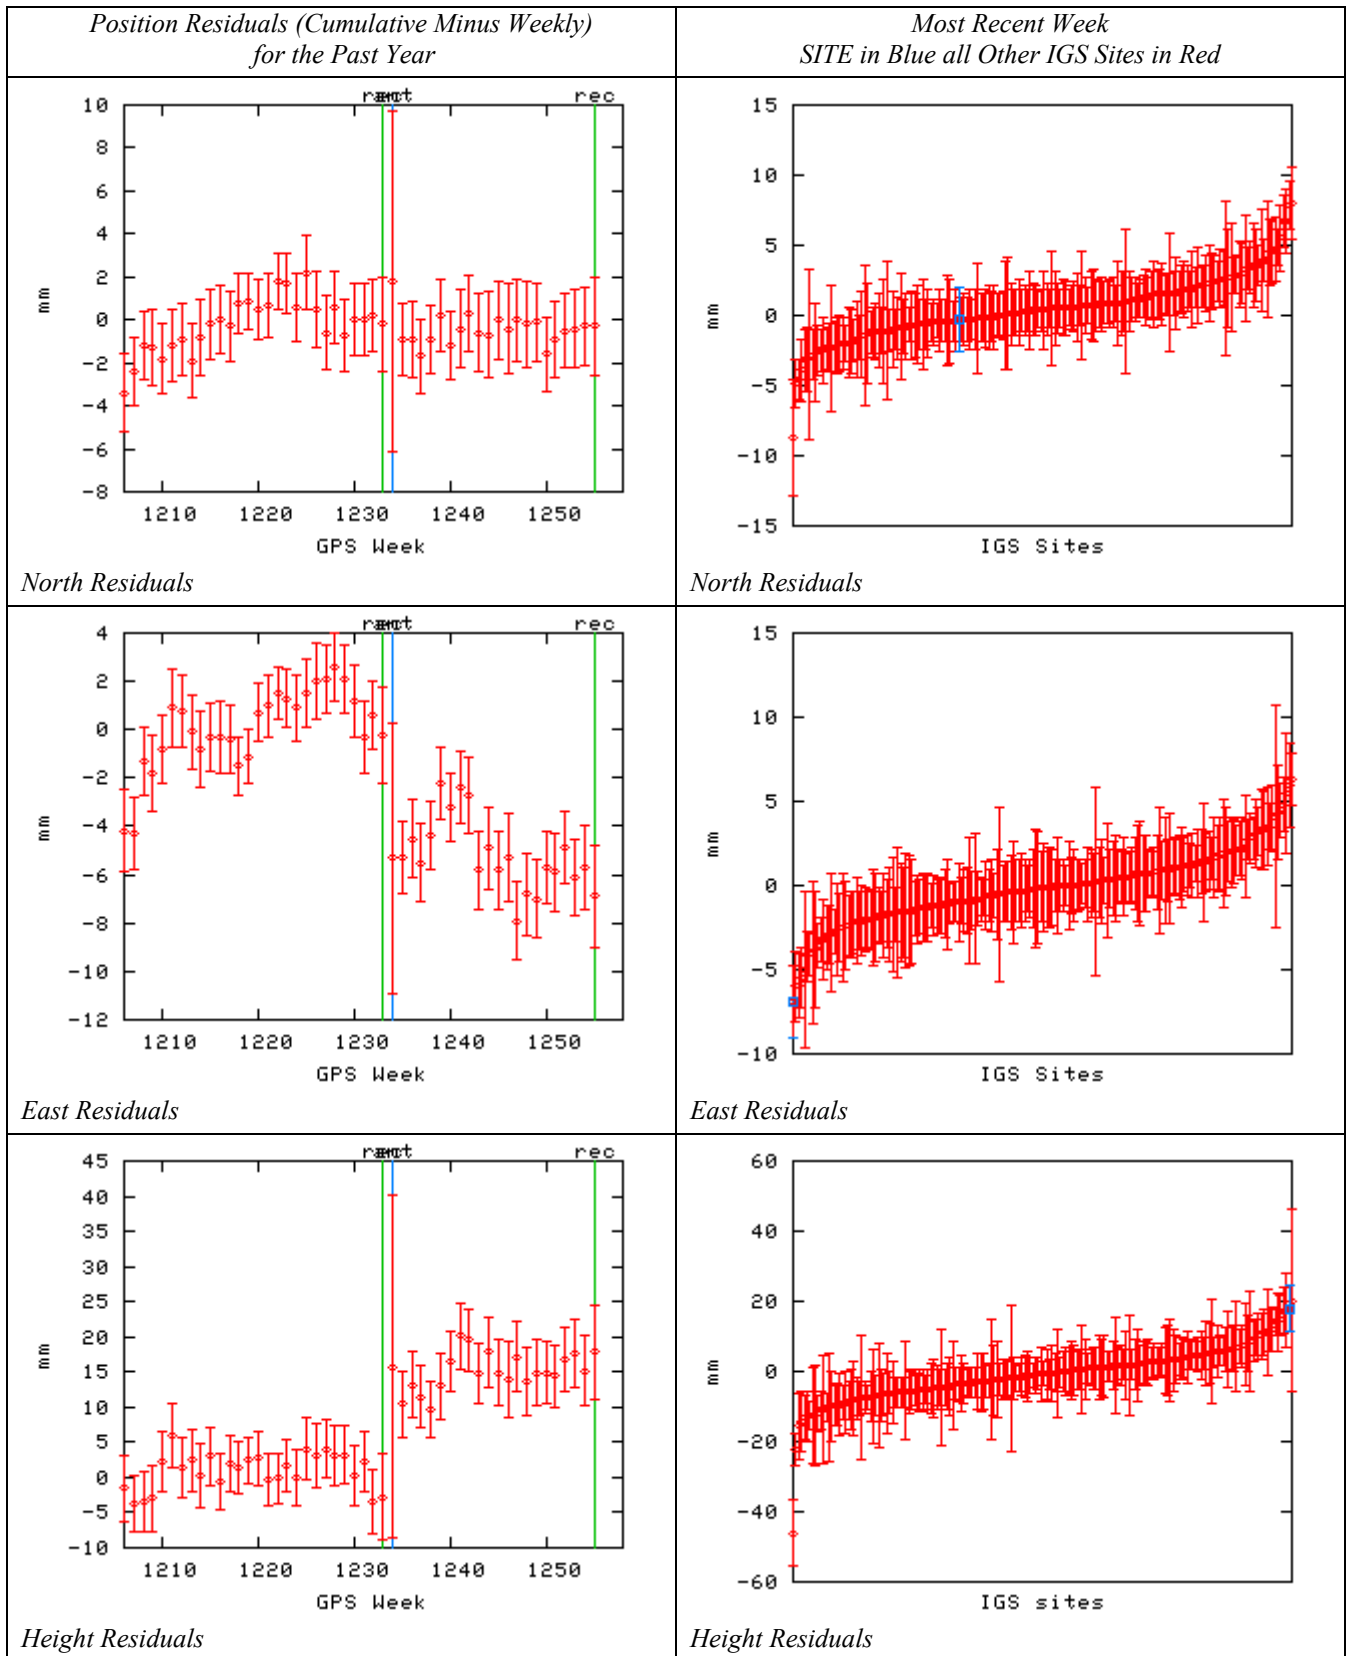 Position Residuals (Cumulative Minus Weekly)
for the Past Year
Most Recent Week
SITE in Blue all Other IGS Sites in Red
rec
10
8
6
4
2
0
-2
-4
-6
-8
mm
1210 1220 1230 1240 1250
GPS Week
North Residuals
15
10
5
0
-5
-10
-15
mm
IGS Sites
North Residuals
rec
4
2
0
-2
-4
-6
-8
-10
-12
mm
1210 1220 1230 1240 1250
GPS Week
East Residuals
15
10
5
0
-5
-10
mm
IGS Sites
East Residuals
rec
45
40
35
30
25
20
15
10
5
0
-5
-10
mm
1210 1220 1230 1240 1250
GPS Week
Height Residuals
60
40
20
0
-20
-40
-60
mm
IGS sites
Height Residuals